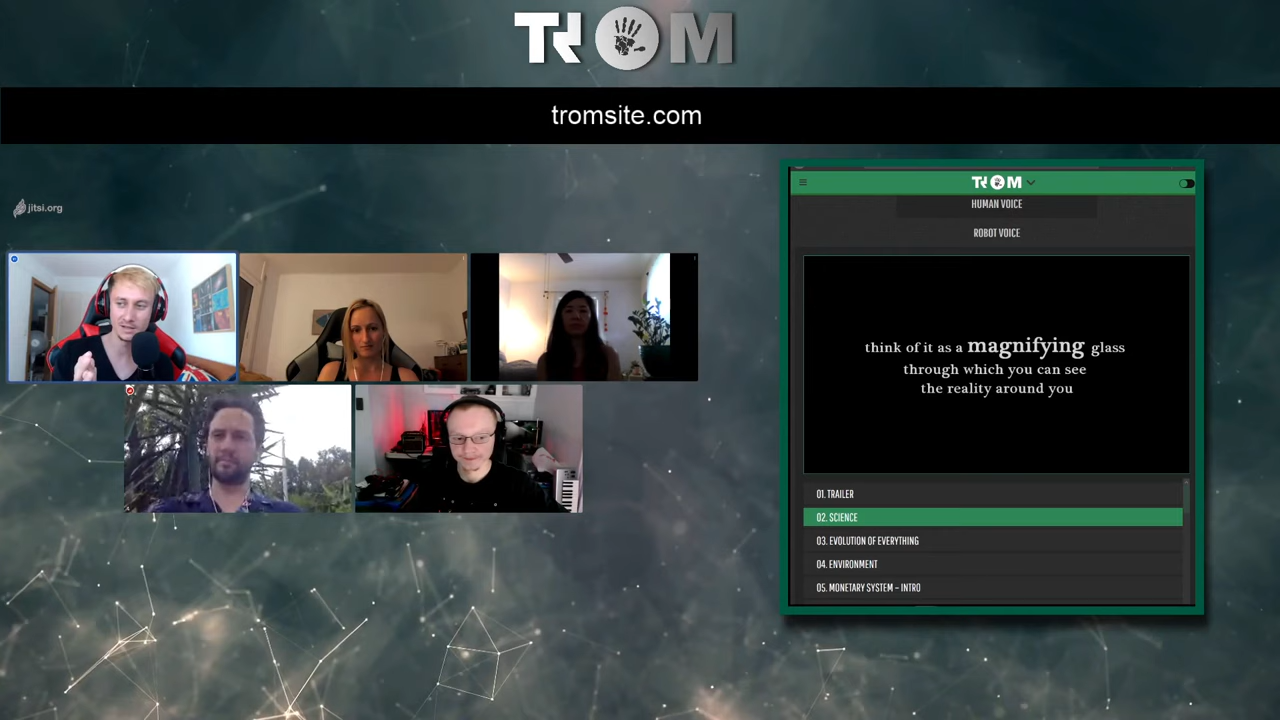 TROM
tromsite.com
jitsi.org
TROM
HUMAN VOICE
ROBOT VOICE
think of it as a magnifying glass
through which you can see
the reality around you
01. TRAILER
02. SCIENCE
03. EVOLUTION OF EVERYTHING
04. ENVIRONMENT
05. MONETARY SYSTEM – INTRO